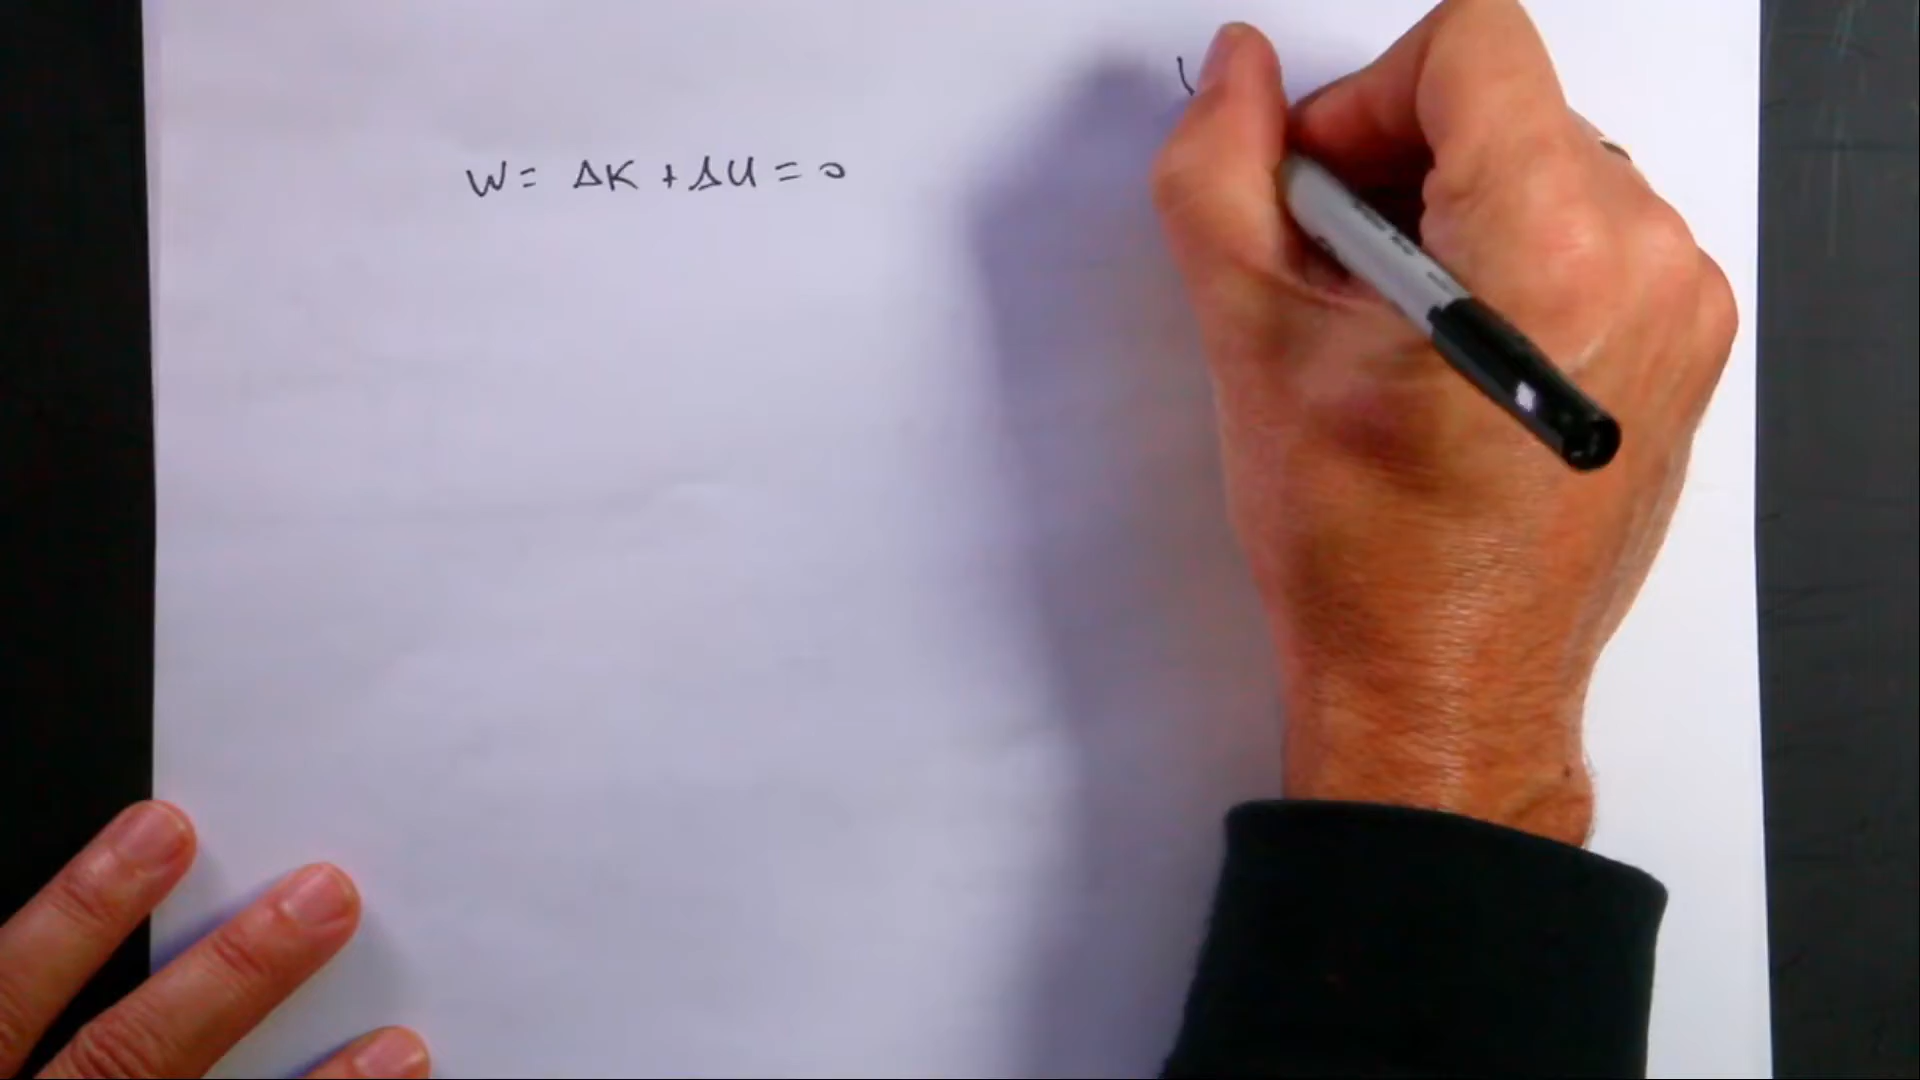 W = ΔK + ΔU = 0